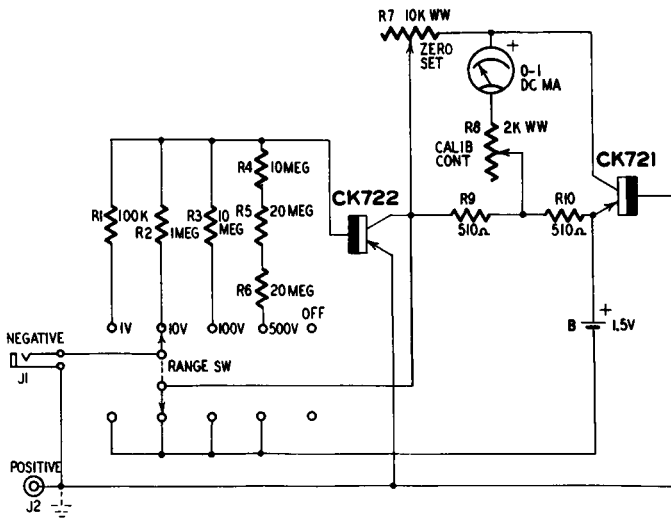 R7 10K WW
ZERO
SET
+
0-1
DC MA
R8 2K WW
CALIB
CONT
CK721
R4 10MEG
CK722
R1 100K
R2 1MEG
R3 10
MEG
R5 20MEG
R9
510Ω
R10
510Ω
R6 20MEG
1V
10V
100V
500V
OFF
+
B 1.5V
NEGATIVE
J1
RANGE SW
POSITIVE
J2